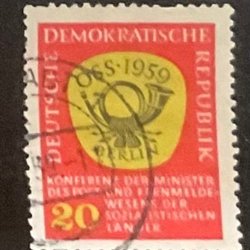 DEUTSCHE
DEMOKRATISCHE
REPUBLIK
OSS·1959
BERLIN
KONFERENZ DER MINISTER
DES POST- UND FERNMELDE-
WESENS DER
SOZIALISTISCHEN
LÄNDER
20